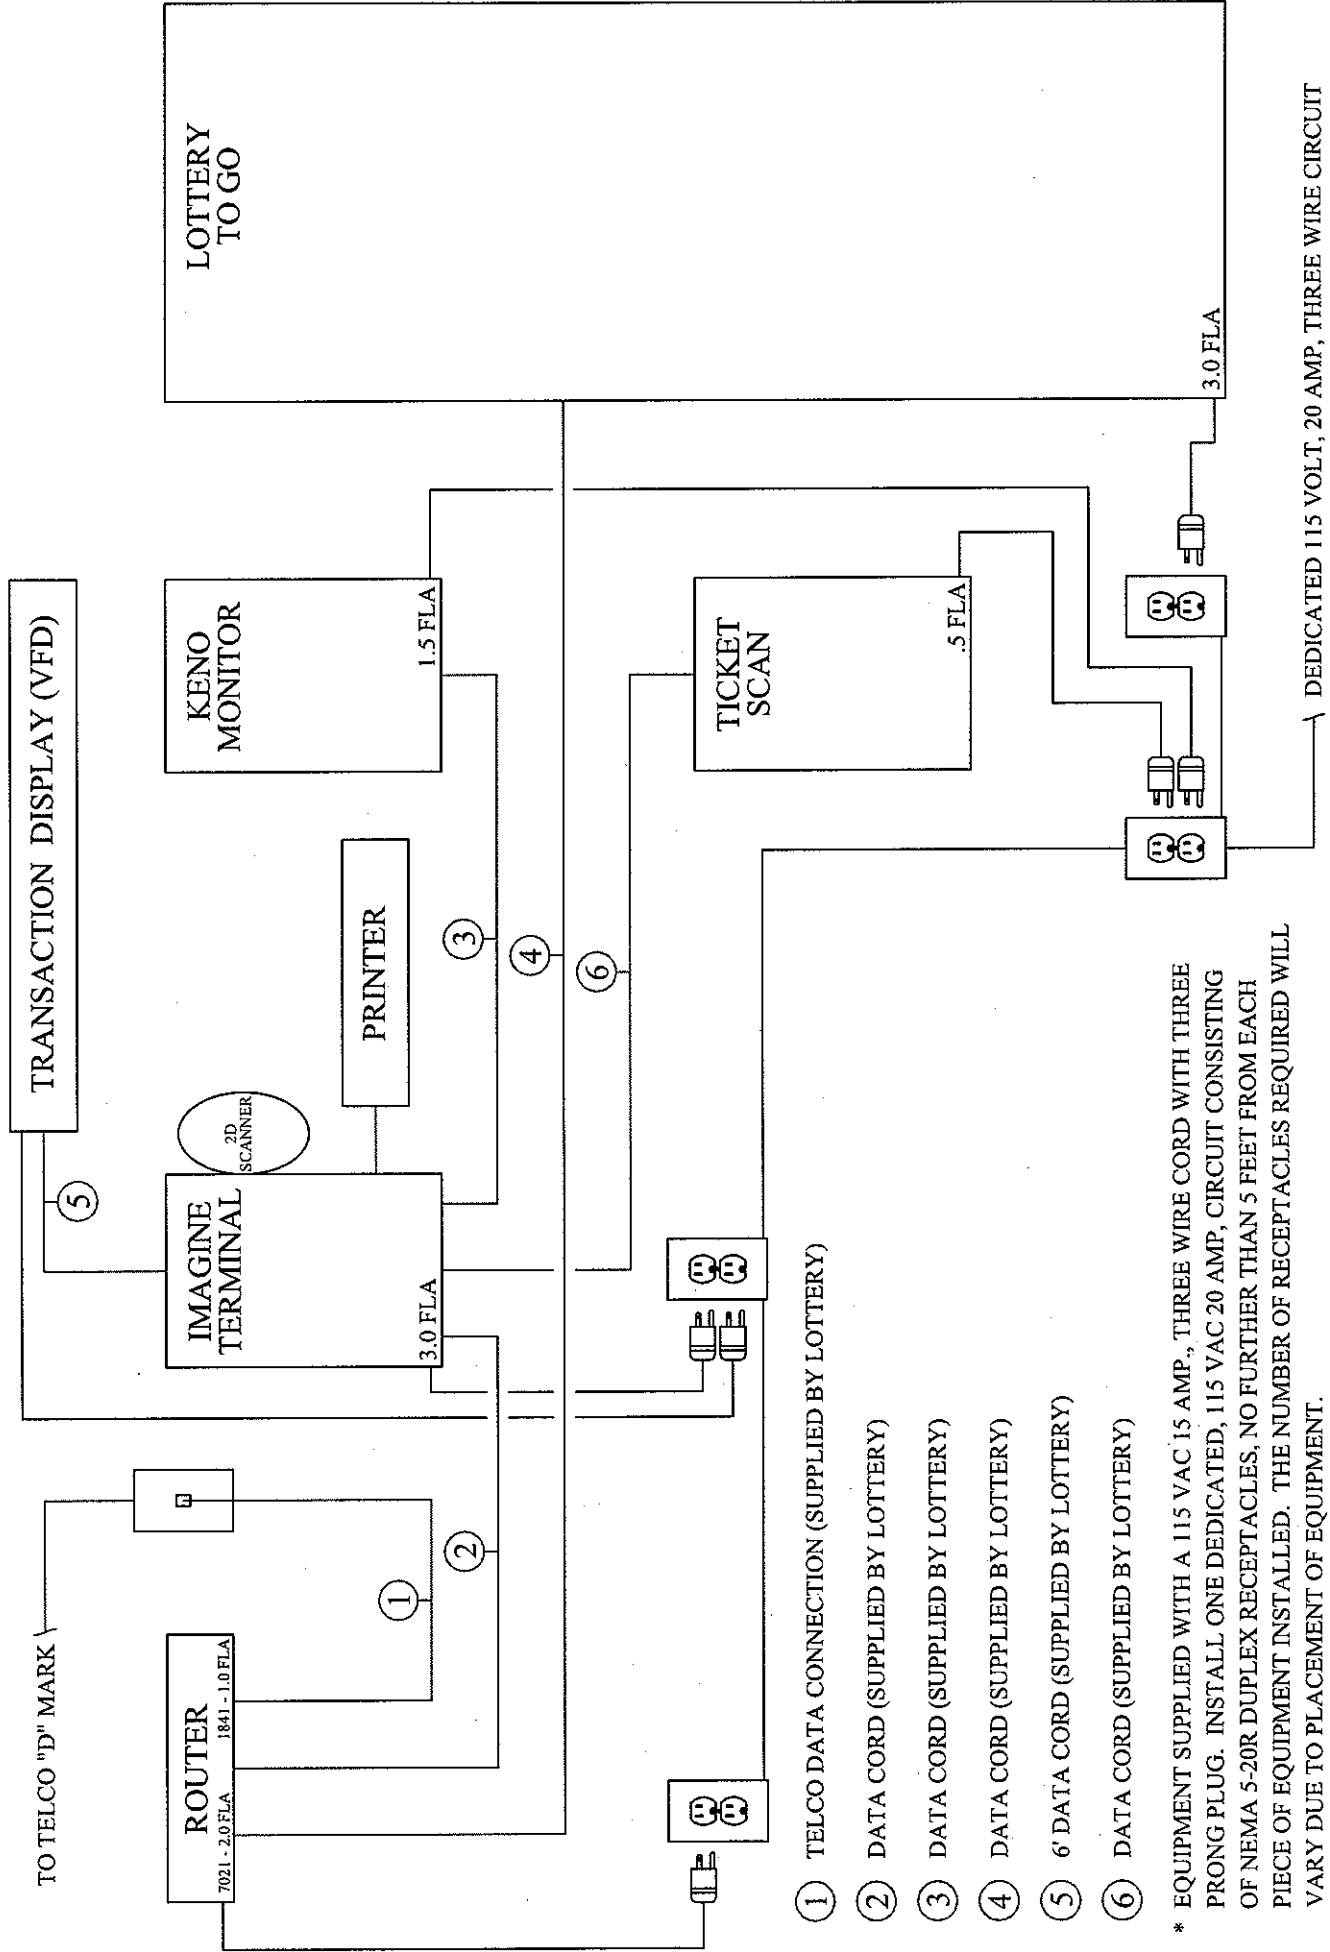 TO TELCO "D" MARK
TRANSACTION DISPLAY (VFD)
ROUTER
7021 - 2.0 FLA
1841 - 1.0 FLA
IMAGINE
TERMINAL
3.0 FLA
2D
SCANNER
PRINTER
KENO
MONITOR
1.5 FLA
LOTTERY
TO GO
3.0 FLA
TICKET
SCAN
.5 FLA
5
1
2
3
4
6
1 TELCO DATA CONNECTION (SUPPLIED BY LOTTERY)
2 DATA CORD (SUPPLIED BY LOTTERY)
3 DATA CORD (SUPPLIED BY LOTTERY)
4 DATA CORD (SUPPLIED BY LOTTERY)
5 6' DATA CORD (SUPPLIED BY LOTTERY)
6 DATA CORD (SUPPLIED BY LOTTERY)
* EQUIPMENT SUPPLIED WITH A 115 VAC 15 AMP., THREE WIRE CORD WITH THREE
PRONG PLUG. INSTALL ONE DEDICATED, 115 VAC 20 AMP, CIRCUIT CONSISTING
OF NEMA 5-20R DUPLEX RECEPTACLES, NO FURTHER THAN 5 FEET FROM EACH
PIECE OF EQUIPMENT INSTALLED. THE NUMBER OF RECEPTACLES REQUIRED WILL
VARY DUE TO PLACEMENT OF EQUIPMENT.
DEDICATED 115 VOLT, 20 AMP, THREE WIRE CIRCUIT